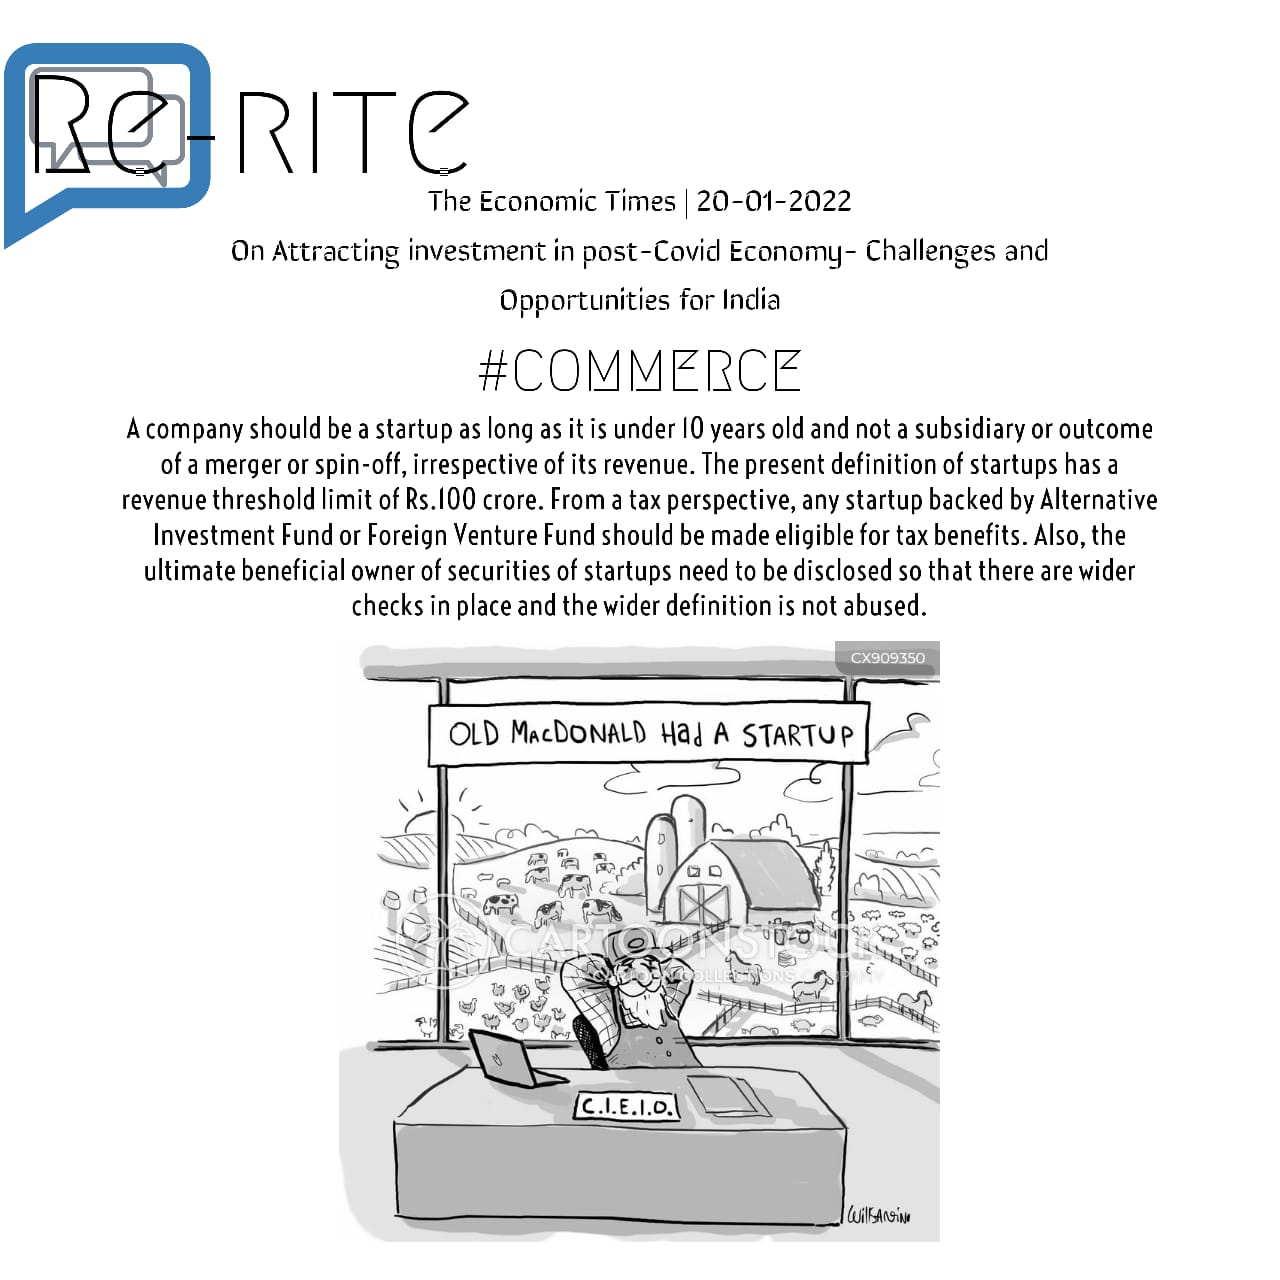 Re-RITe
The Economic Times | 20-01-2022
On Attracting investment in post-Covid Economy- Challenges and
Opportunities for India
#COMMERCE
A company should be a startup as long as it is under 10 years old and not a subsidiary or outcome
of a merger or spin-off, irrespective of its revenue. The present definition of startups has a
revenue threshold limit of Rs.100 crore. From a tax perspective, any startup backed by Alternative
Investment Fund or Foreign Venture Fund should be made eligible for tax benefits. Also, the
ultimate beneficial owner of securities of startups need to be disclosed so that there are wider
checks in place and the wider definition is not abused.
CX909350
OLD MacDONALD Had A STARTUP
CARTOONSTOCK
CARTOON COLLECTIONS COMPANY
C.I.E.I.O.